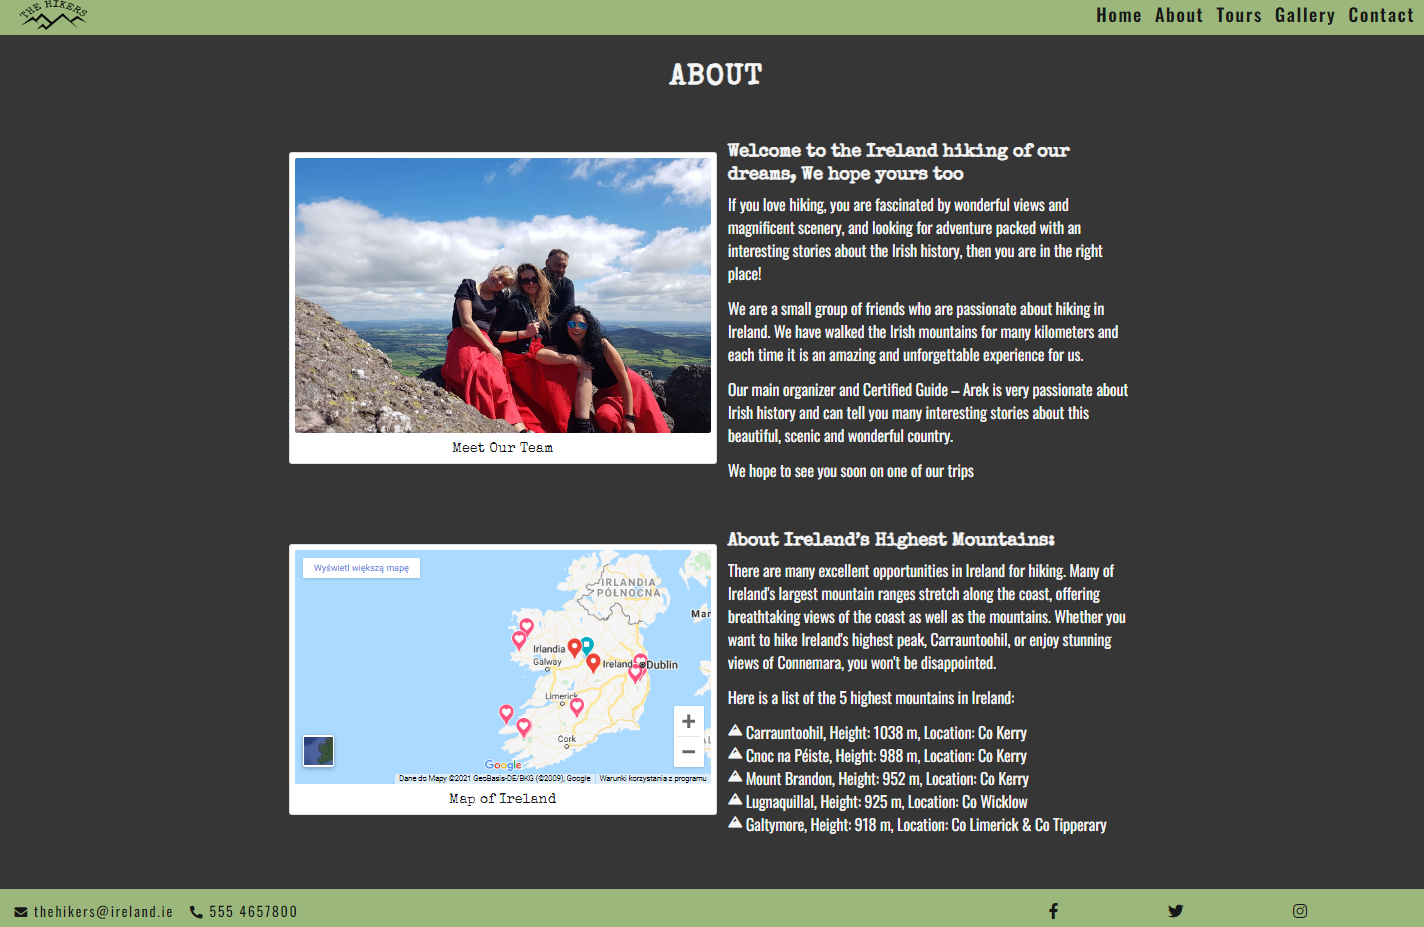 THE HIKERS
Home About Tours Gallery Contact
ABOUT
Welcome to the Ireland hiking of our
dreams, We hope yours too
If you love hiking, you are fascinated by wonderful views and
magnificent scenery, and looking for adventure packed with an
interesting stories about the Irish history, then you are in the right
place!
We are a small group of friends who are passionate about hiking in
Ireland. We have walked the Irish mountains for many kilometers and
each time it is an amazing and unforgettable experience for us.
Our main organizer and Certified Guide – Arek is very passionate about
Irish history and can tell you many interesting stories about this
beautiful, scenic and wonderful country.
We hope to see you soon on one of our trips
Meet Our Team
Wyświetl większą mapę
IRLANDIA
PÓŁNOCNA
Man
Irlandia
Galway
Ireland
Dublin
Limerick
Cork
Google
Dane do Mapy ©2021 GeoBasis-DE/BKG (©2009), Google
Warunki korzystania z programu
Map of Ireland
About Ireland's Highest Mountains:
There are many excellent opportunities in Ireland for hiking. Many of
Ireland's largest mountain ranges stretch along the coast, offering
breathtaking views of the coast as well as the mountains. Whether you
want to hike Ireland's highest peak, Carrauntoohil, or enjoy stunning
views of Connemara, you won't be disappointed.
Here is a list of the 5 highest mountains in Ireland:
Carrauntoohil, Height: 1038 m, Location: Co Kerry
Cnoc na Péiste, Height: 988 m, Location: Co Kerry
Mount Brandon, Height: 952 m, Location: Co Kerry
Lugnaquillal, Height: 925 m, Location: Co Wicklow
Galtymore, Height: 918 m, Location: Co Limerick & Co Tipperary
thehikers@ireland.ie 555 4657800